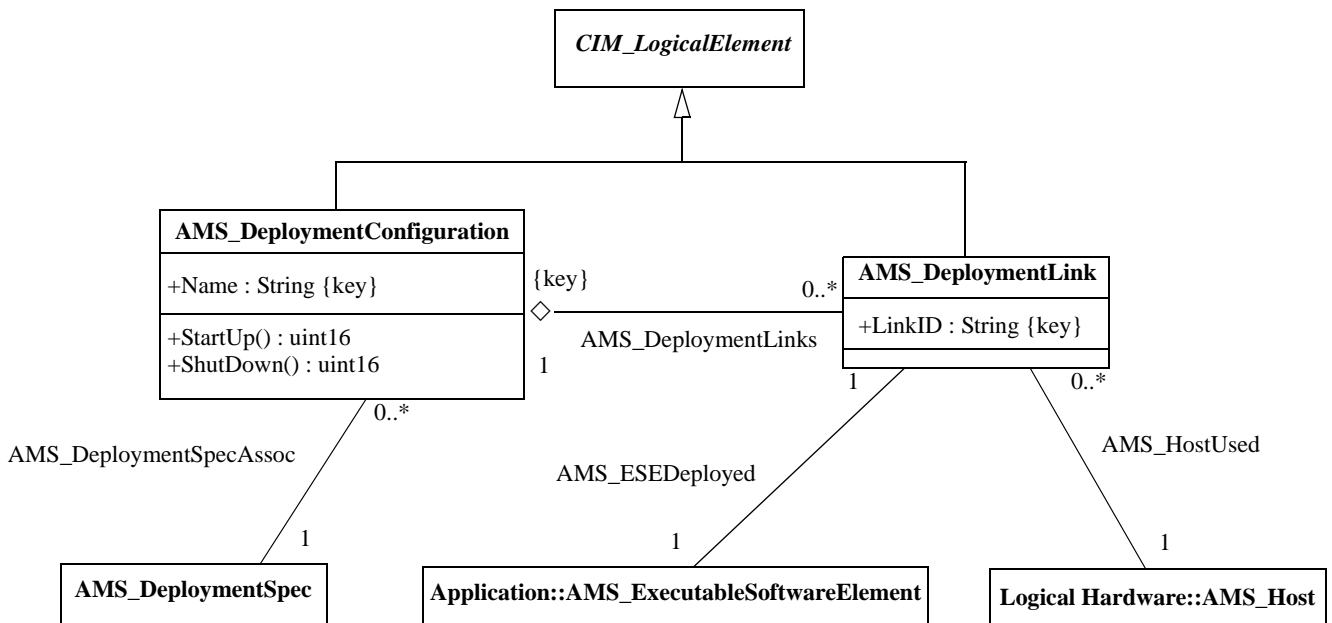 CIM_LogicalElement
AMS_DeploymentConfiguration
+Name : String {key}
+StartUp() : uint16
+ShutDown() : uint16
{key}
1
AMS_DeploymentLinks
0..*
AMS_DeploymentLink
+LinkID : String {key}
0..*
AMS_DeploymentSpecAssoc
1
1
AMS_ESEDeployed
1
0..*
AMS_HostUsed
1
AMS_DeploymentSpec
Application::AMS_ExecutableSoftwareElement
Logical Hardware::AMS_Host